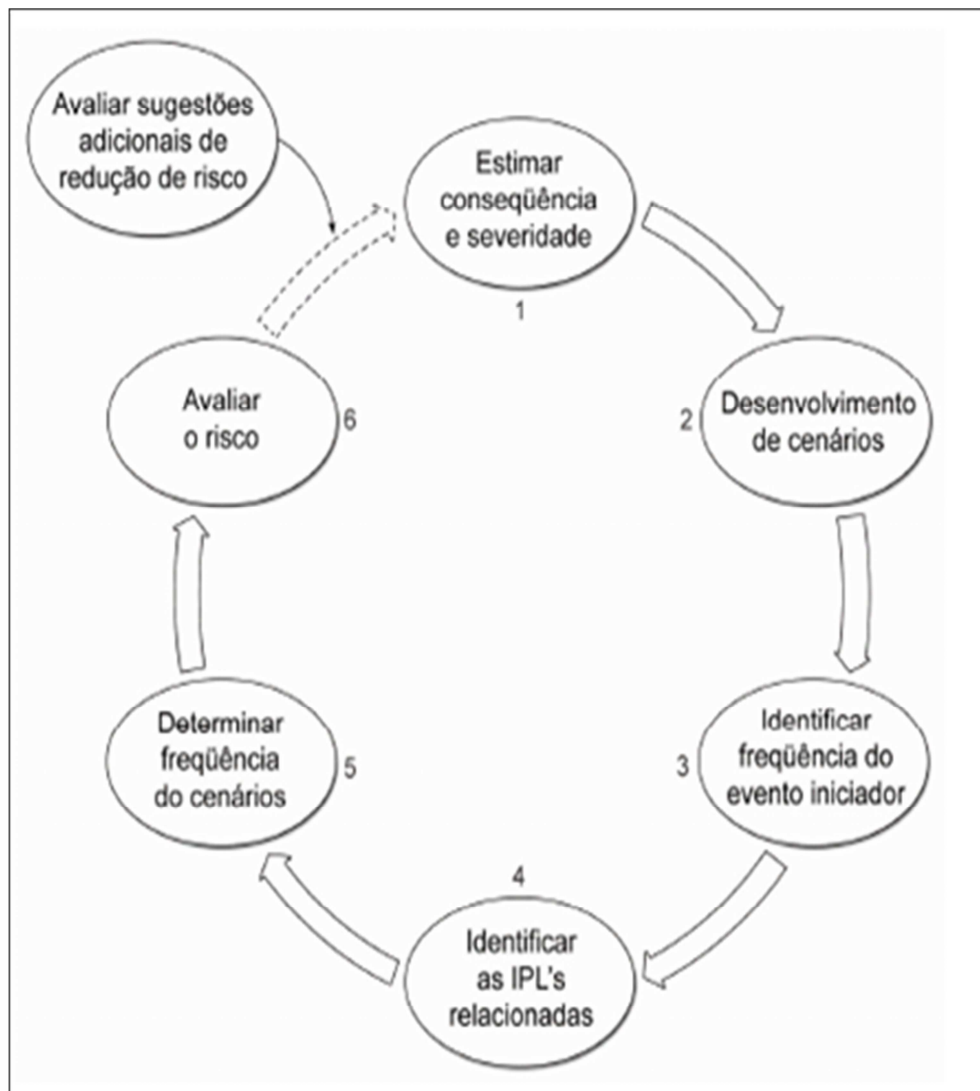 Avaliar sugestões
adicionais de
redução de risco
Estimar
conseqüência
e severidade
1
2
Desenvolvimento
de cenários
3
Identificar
freqüência do
evento iniciador
4
Identificar
as IPL's
relacionadas
Determinar
freqüência
do cenários
5
Avaliar
o risco
6